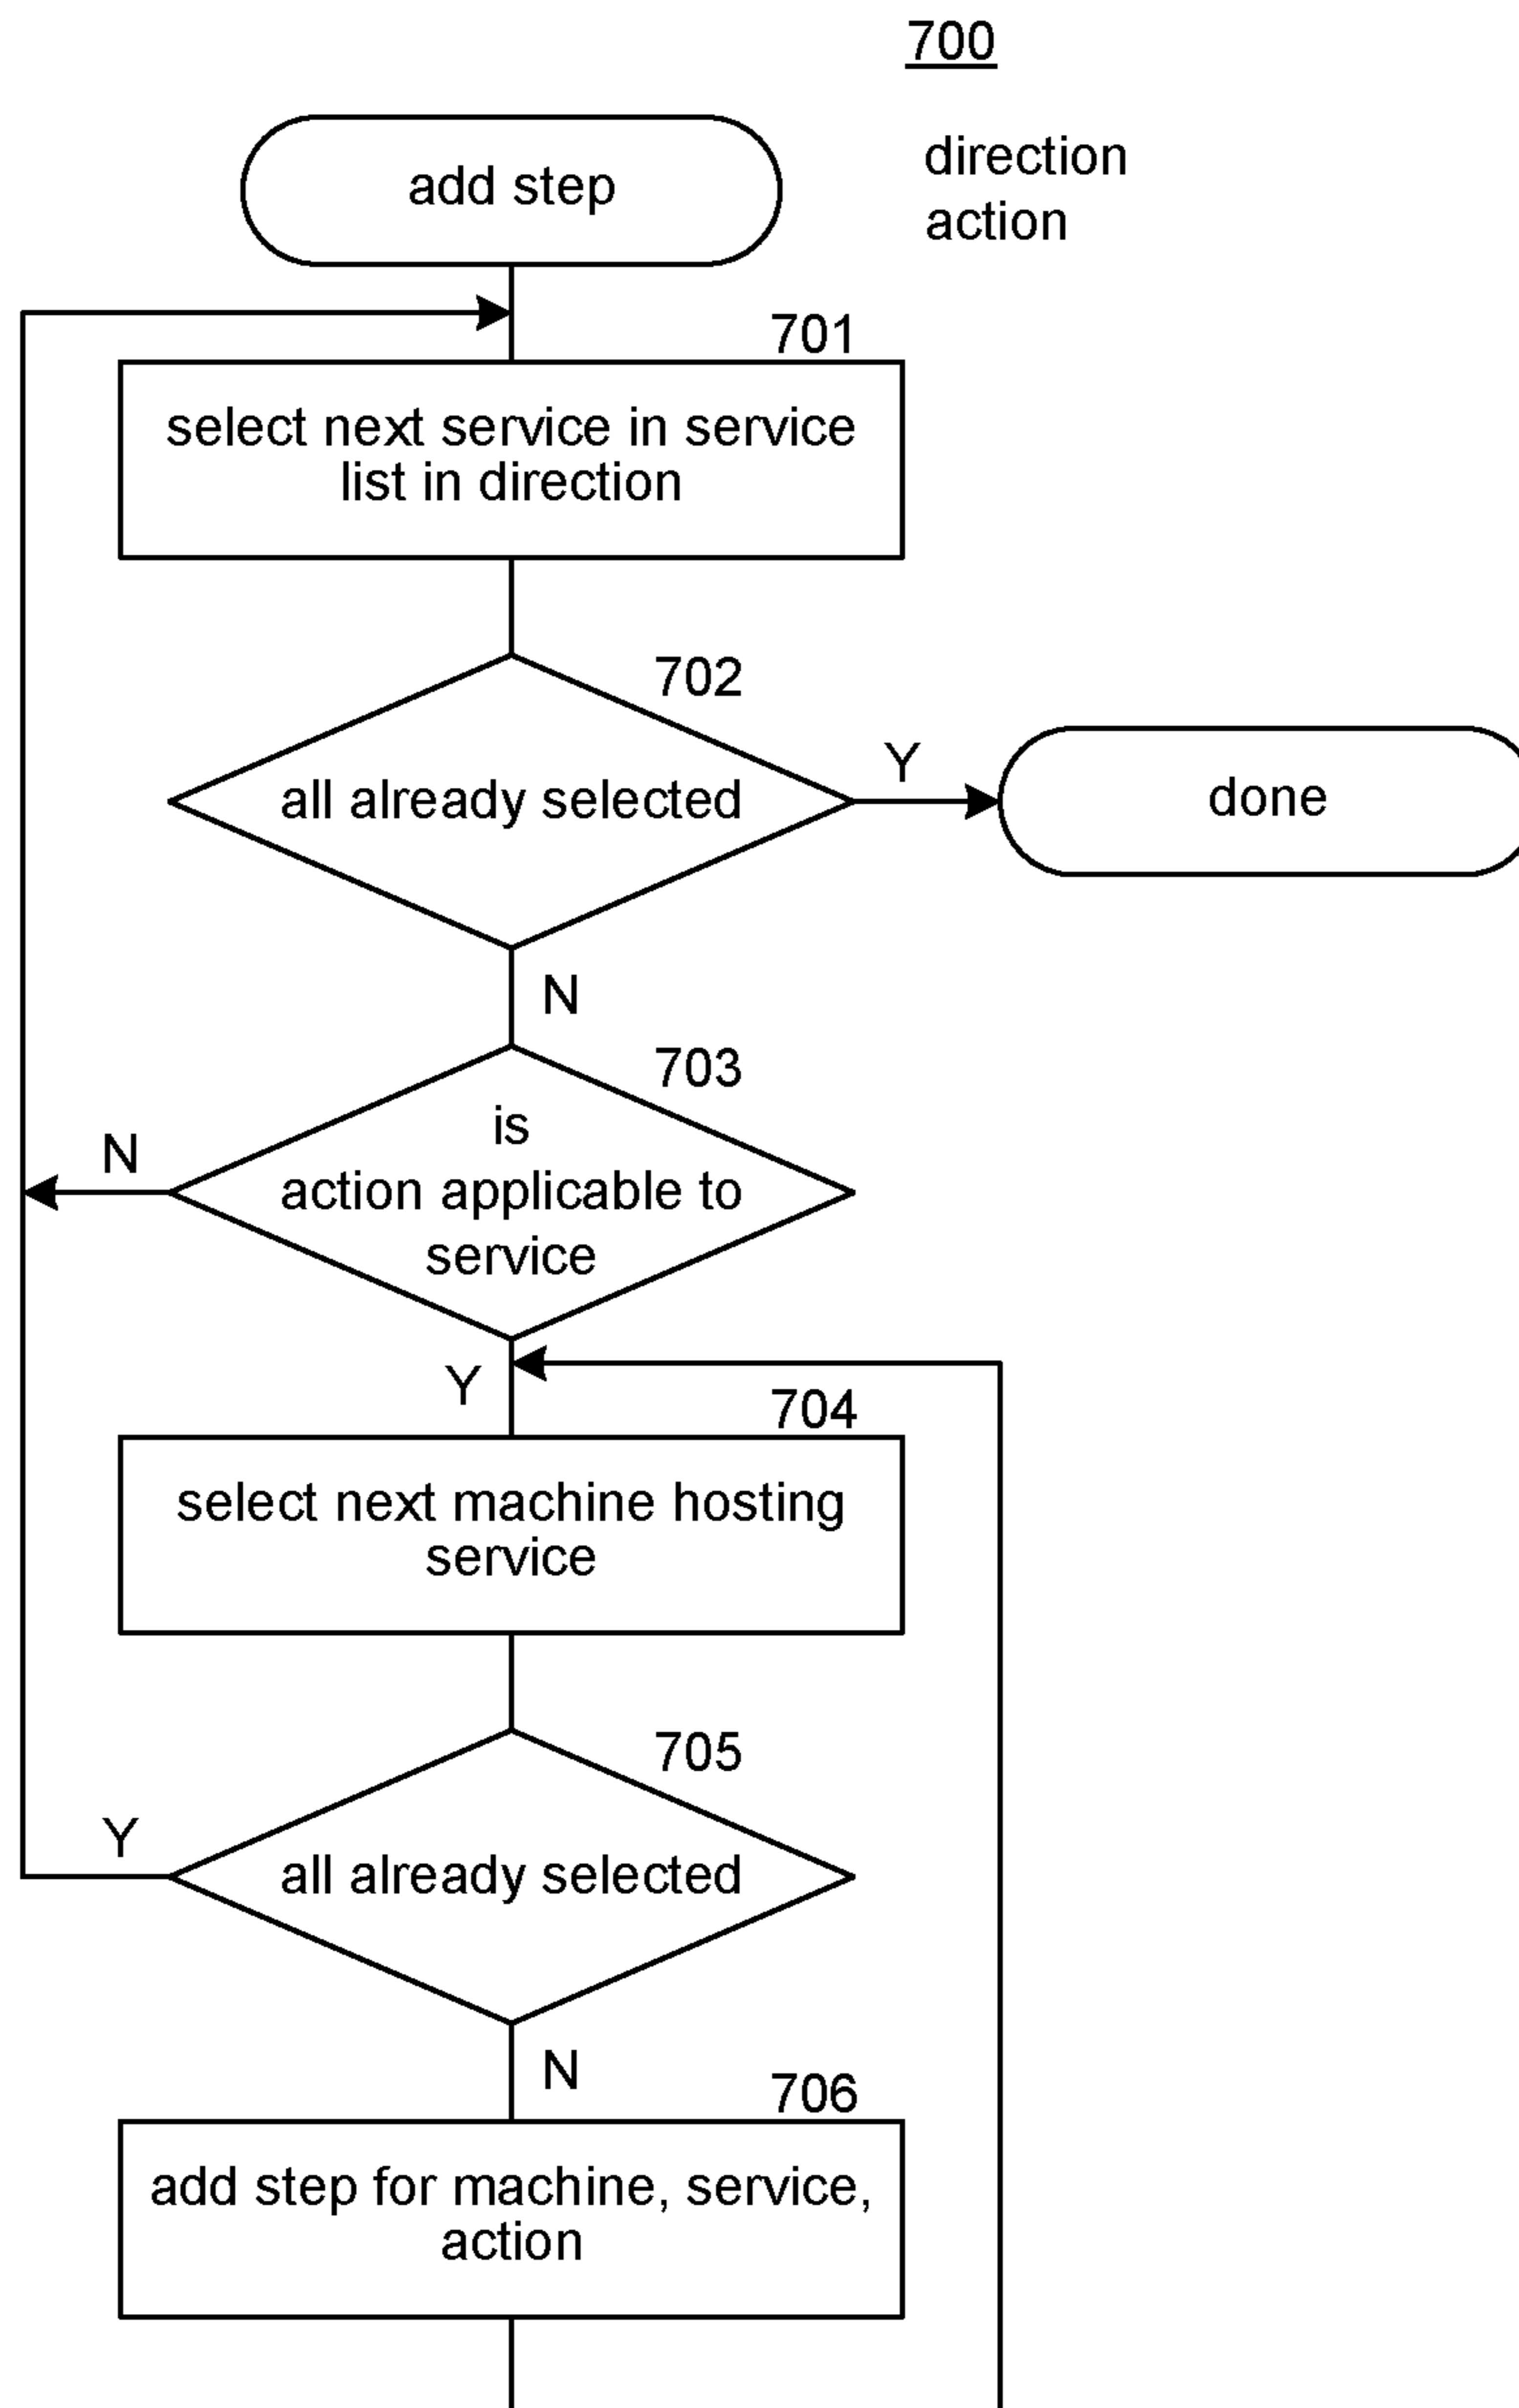 700
add step
direction
action
701
select next service in service
list in direction
702
all already selected
Y
done
N
703
is
action applicable to
service
N
Y
704
select next machine hosting
service
705
all already selected
Y
N
706
add step for machine, service,
action